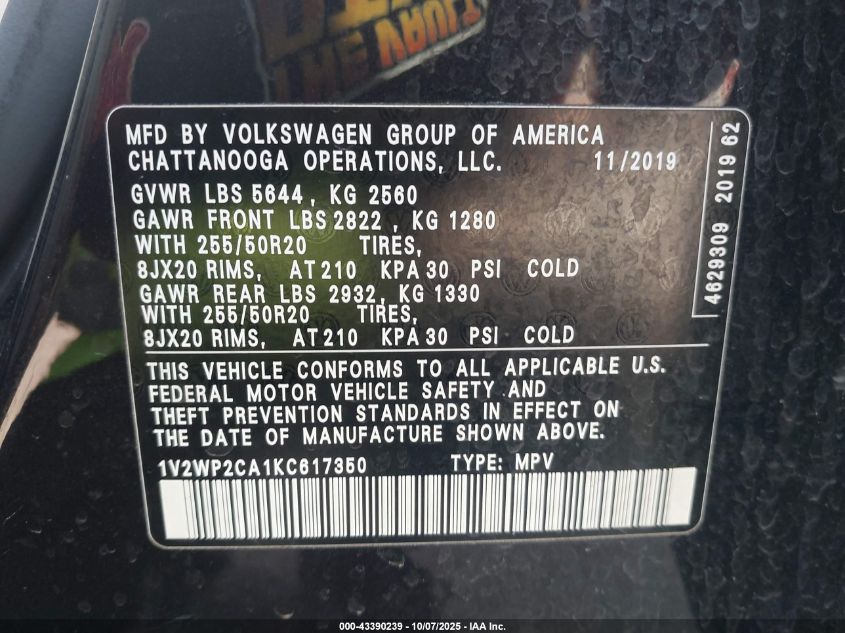 MFD BY VOLKSWAGEN GROUP OF AMERICA
CHATTANOOGA OPERATIONS, LLC. 11/2019
GVWR LBS 5644, KG 2560
GAWR FRONT LBS 2822, KG 1280
WITH 255/50R20 TIRES,
8JX20 RIMS, AT 210 KPA 30 PSI COLD
GAWR REAR LBS 2932, KG 1330
WITH 255/50R20 TIRES,
8JX20 RIMS, AT 210 KPA 30 PSI COLD
4629309 2019 62
THIS VEHICLE CONFORMS TO ALL APPLICABLE U.S.
FEDERAL MOTOR VEHICLE SAFETY AND
THEFT PREVENTION STANDARDS IN EFFECT ON
THE DATE OF MANUFACTURE SHOWN ABOVE.
1V2WP2CA1KC617350 TYPE: MPV
000-43390239 - 10/07/2025 - IAA Inc.